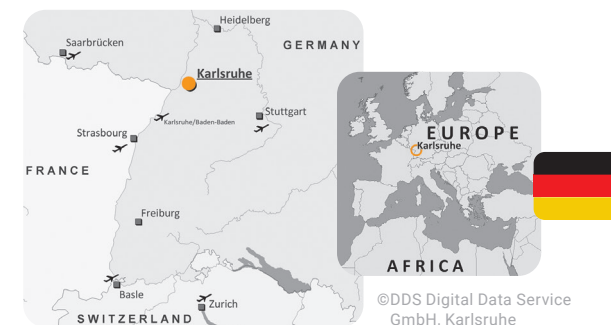 Heidelberg
Saarbrücken
GERMANY
Karlsruhe
Karlsruhe/Baden-Baden
Stuttgart
Strasbourg
FRANCE
Freiburg
Basle
Zurich
SWITZERLAND
EUROPE
Karlsruhe
AFRICA
©DDS Digital Data Service
GmbH, Karlsruhe